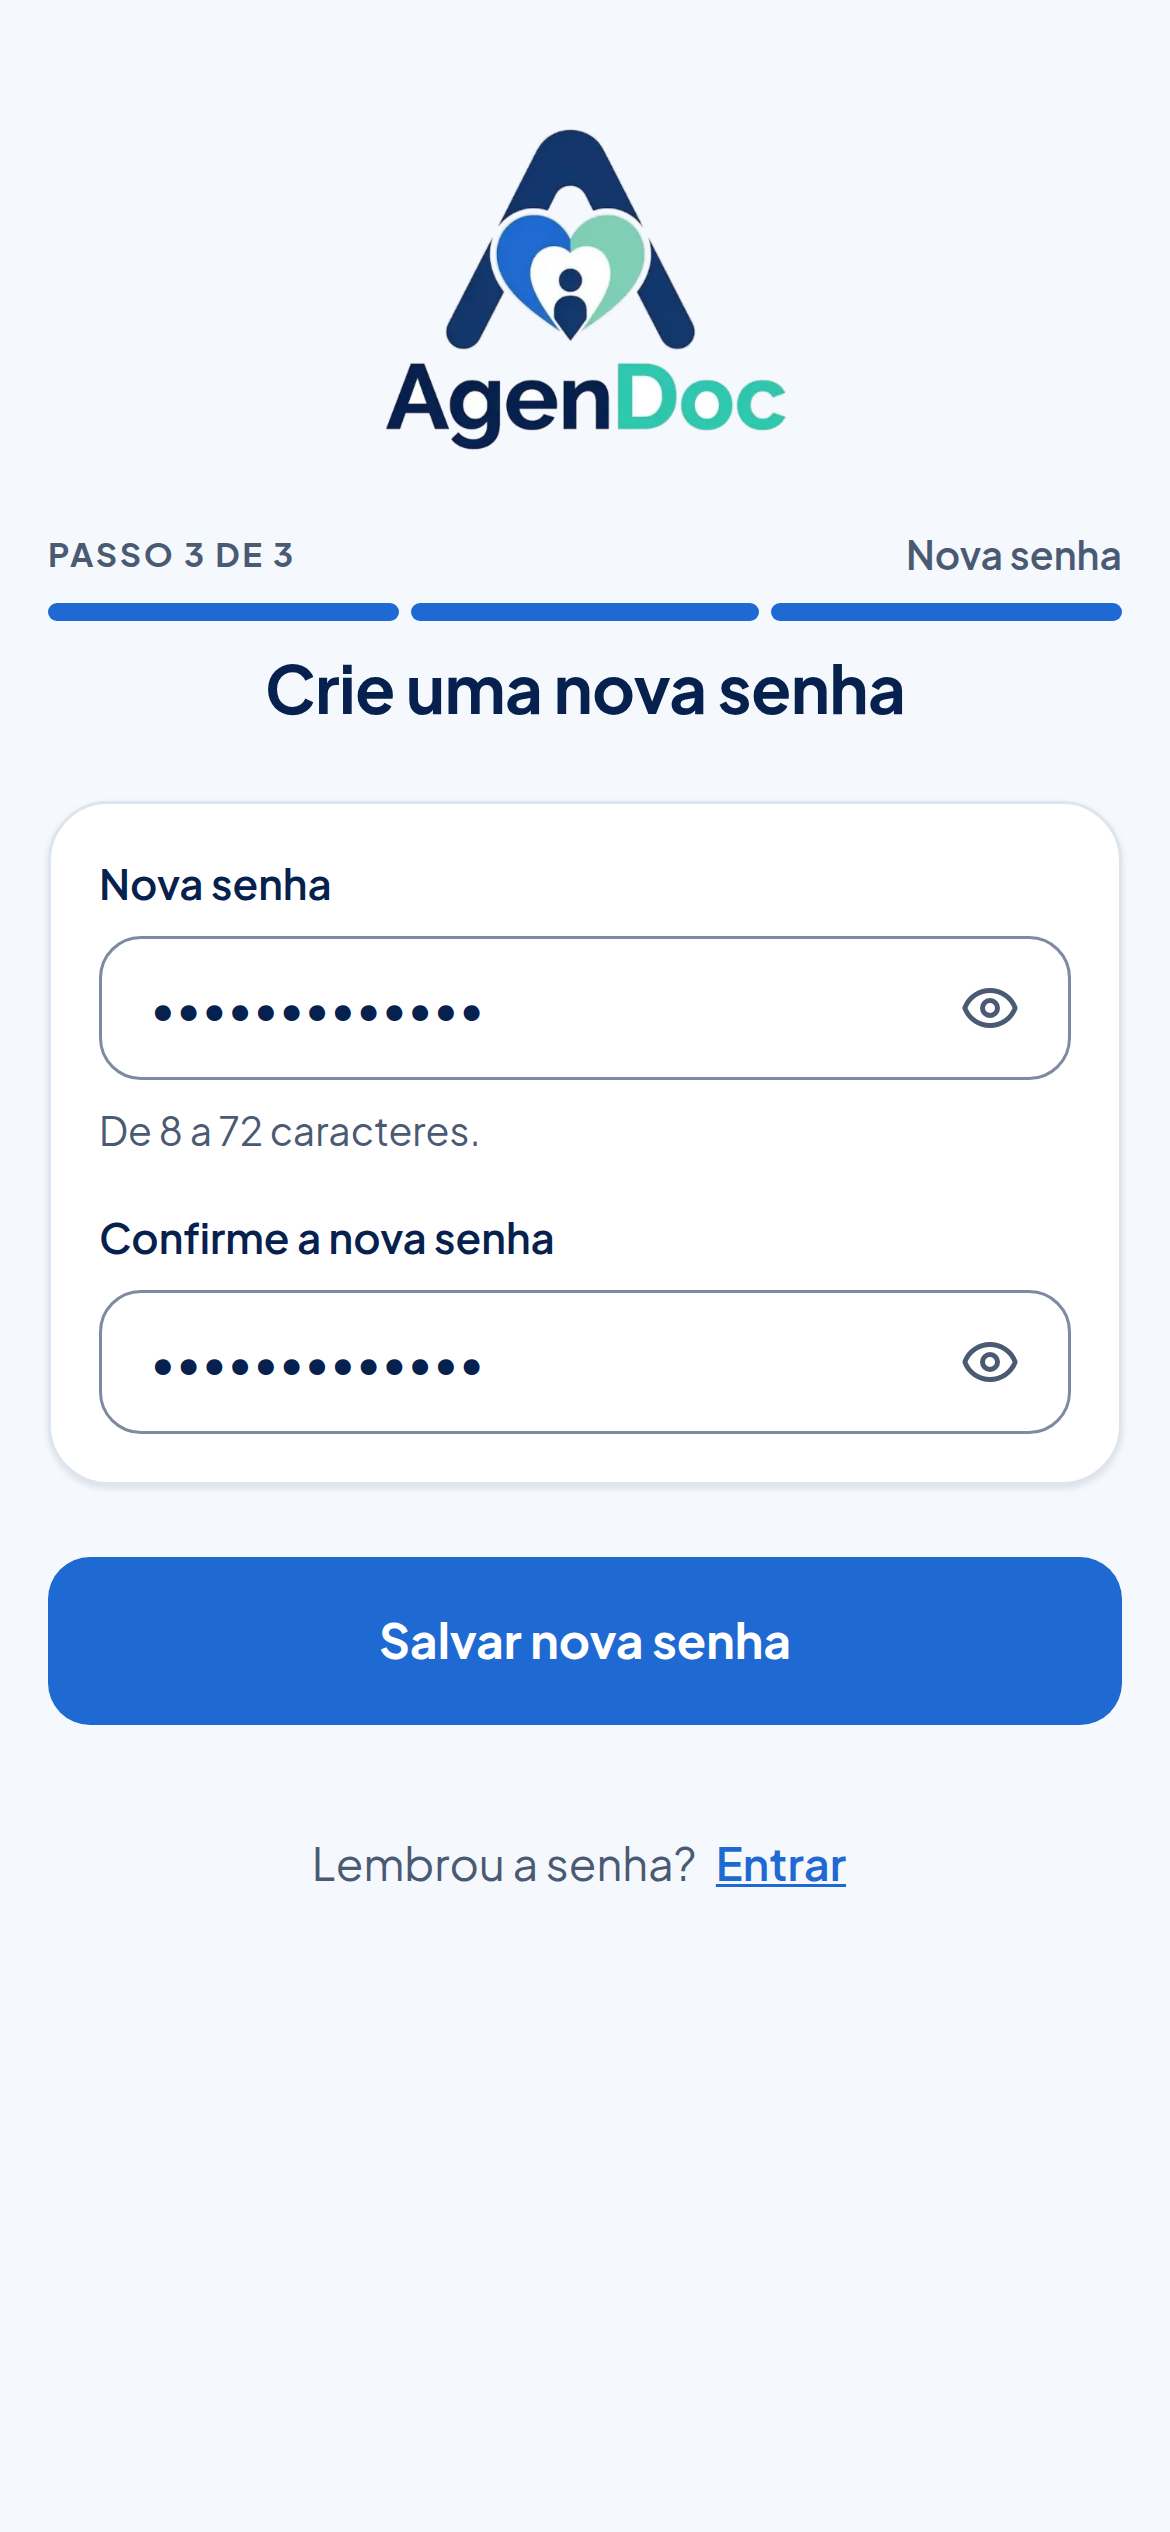 AgenDoc
PASSO 3 DE 3
Nova senha
Crie uma nova senha
Nova senha
•••••••••••••
De 8 a 72 caracteres.
Confirme a nova senha
•••••••••••••
Salvar nova senha
Lembrou a senha? Entrar